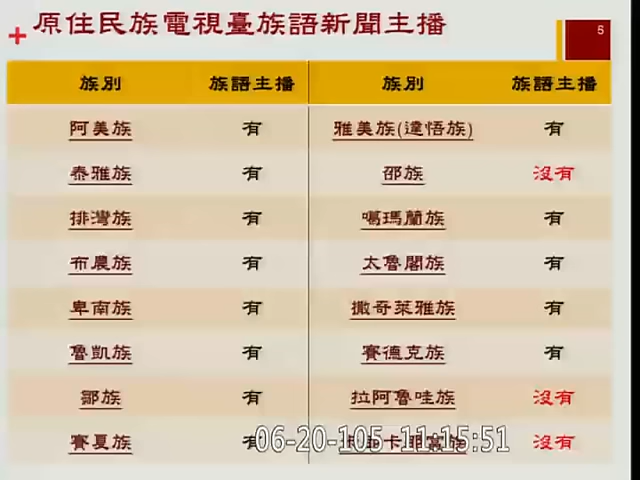 原住民族電視臺族語新聞主播
5
族別 族語主播 族別 族語主播
阿美族 有 雅美族(達悟族) 有
泰雅族 有 邵族 沒有
排灣族 有 噶瑪蘭族 有
布農族 有 太魯閣族 有
卑南族 有 撒奇萊雅族 有
魯凱族 有 賽德克族 有
鄒族 有 拉阿魯哇族 沒有
賽夏族 有 沒有
06-20-105 11:15:51